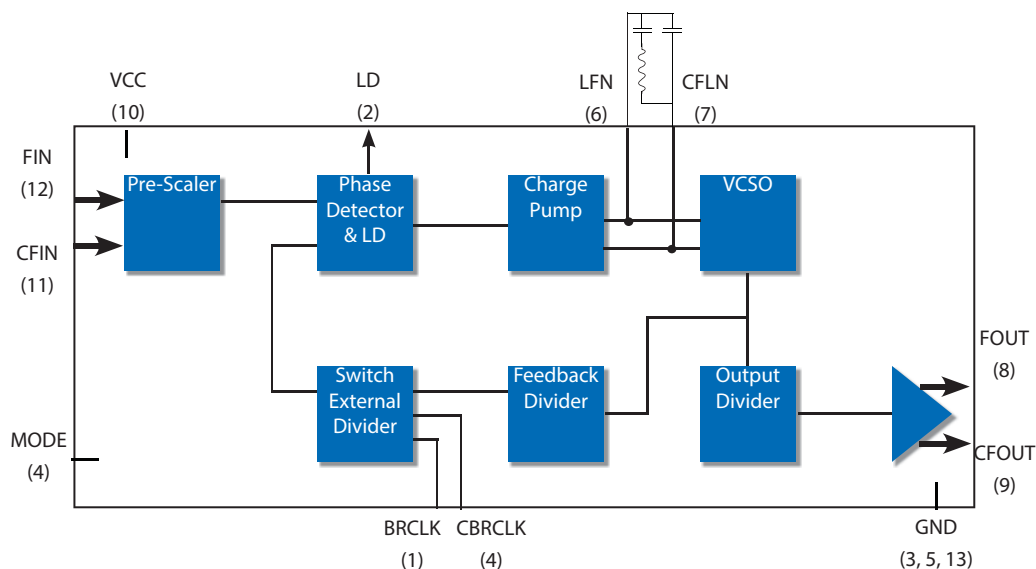 VCC
(10)
LD
(2)
LFN
(6)
CFLN
(7)
FIN
(12)
CFIN
(11)
Pre-Scaler
Phase
Detector
& LD
Charge
Pump
VCSO
Switch
External
Divider
Feedback
Divider
Output
Divider
FOUT
(8)
CFOUT
(9)
MODE
(4)
BRCLK
(1)
CBRCLK
(4)
GND
(3, 5, 13)